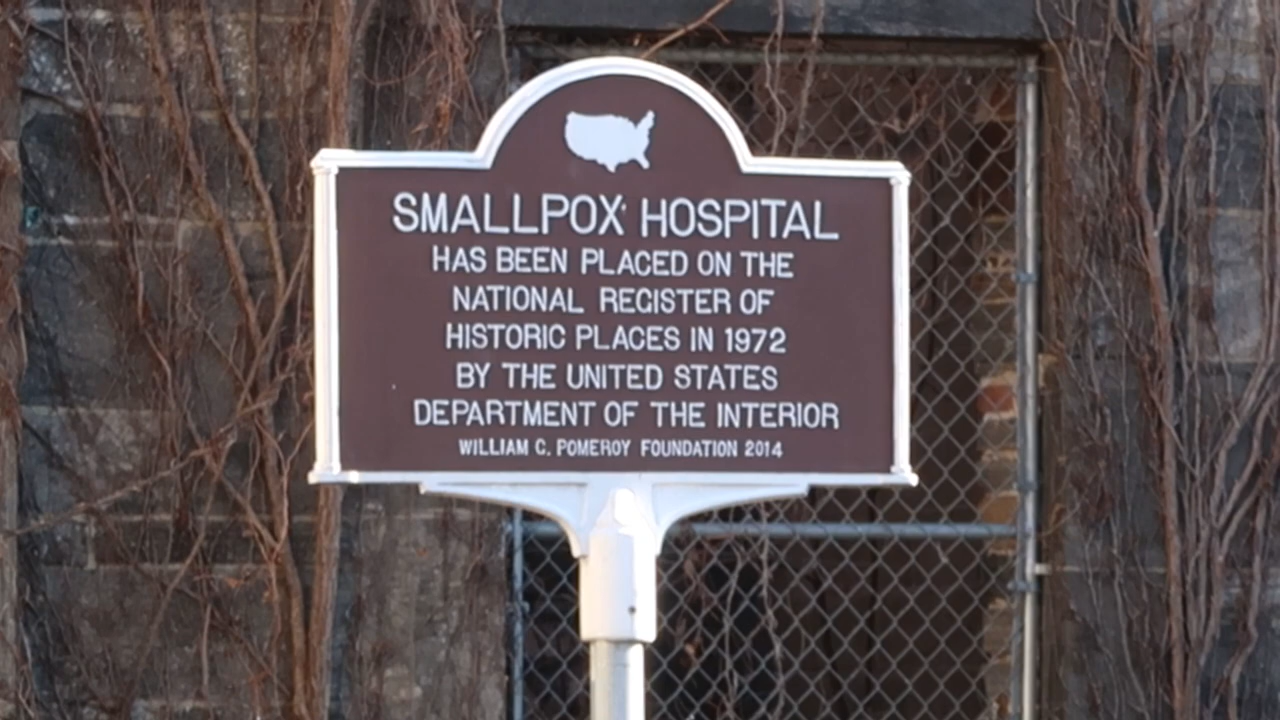 SMALLPOX HOSPITAL
HAS BEEN PLACED ON THE
NATIONAL REGISTER OF
HISTORIC PLACES IN 1972
BY THE UNITED STATES
DEPARTMENT OF THE INTERIOR
WILLIAM C. POMEROY FOUNDATION 2014